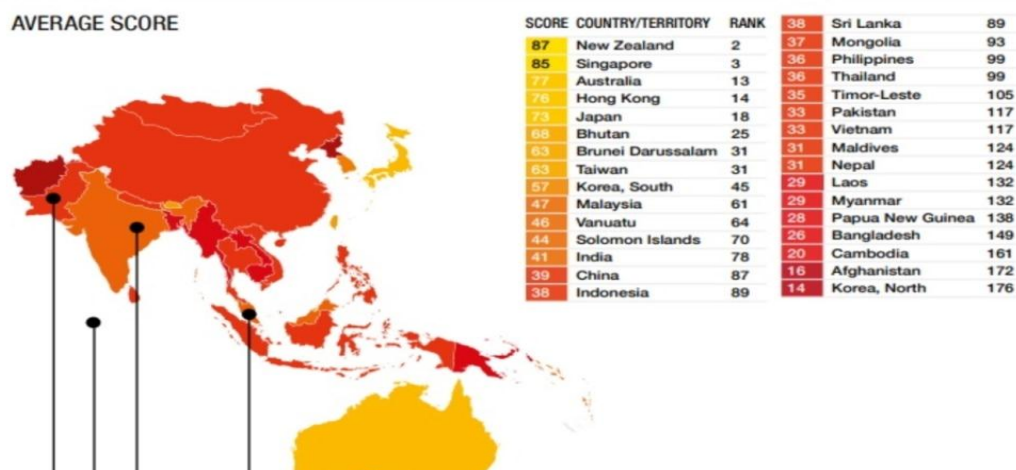 AVERAGE SCORE
SCORE COUNTRY/TERRITORY RANK
87 New Zealand 2
85 Singapore 3
77 Australia 13
76 Hong Kong 14
73 Japan 18
68 Bhutan 25
63 Brunei Darussalam 31
63 Taiwan 31
57 Korea, South 45
47 Malaysia 61
46 Vanuatu 64
44 Solomon Islands 70
41 India 78
39 China 87
38 Indonesia 89
38 Sri Lanka 89
37 Mongolia 93
36 Philippines 99
36 Thailand 99
35 Timor-Leste 105
33 Pakistan 117
33 Vietnam 117
31 Maldives 124
31 Nepal 124
29 Laos 132
29 Myanmar 132
28 Papua New Guinea 138
26 Bangladesh 149
20 Cambodia 161
16 Afghanistan 172
14 Korea, North 176